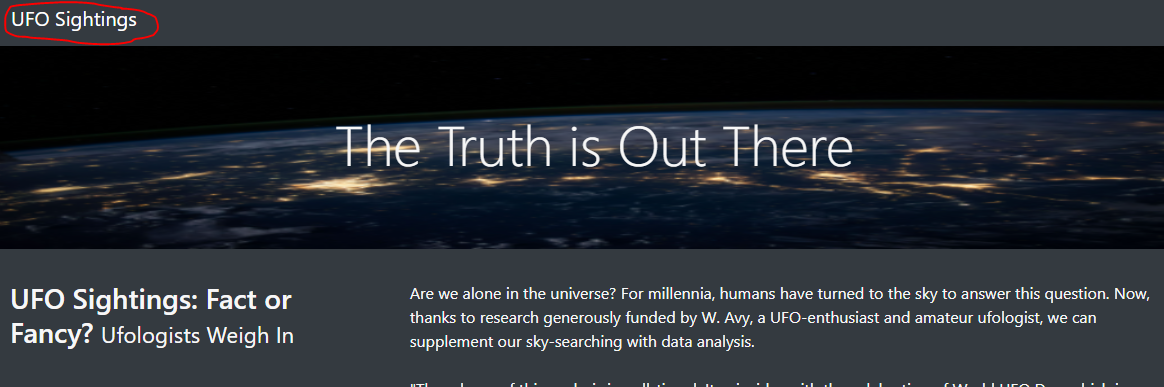 UFO Sightings
The Truth is Out There
UFO Sightings: Fact or
Fancy? Ufologists Weigh In
Are we alone in the universe? For millennia, humans have turned to the sky to answer this question. Now,
thanks to research generously funded by W. Avy, a UFO-enthusiast and amateur ufologist, we can
supplement our sky-searching with data analysis.